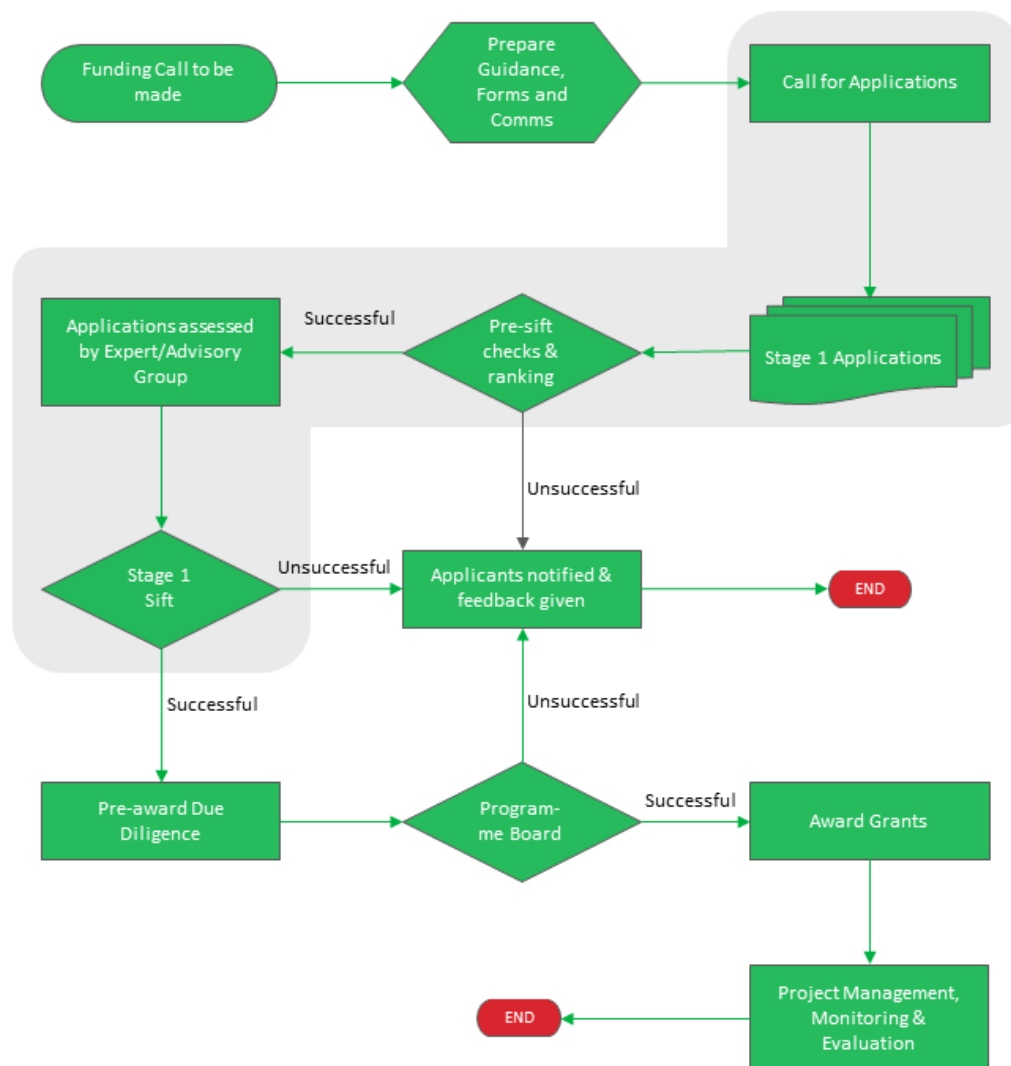 Funding Call to be
made
Prepare
Guidance,
Forms and
Comms
Call for Applications
Applications assessed
by Expert/Advisory
Group
Successful
Pre-sift
checks &
ranking
Stage 1 Applications
Unsuccessful
Stage 1
Sift
Unsuccessful
Applicants notified &
feedback given
END
Successful
Unsuccessful
Pre-award Due
Diligence
Program-
me Board
Successful
Award Grants
END
Project Management,
Monitoring &
Evaluation